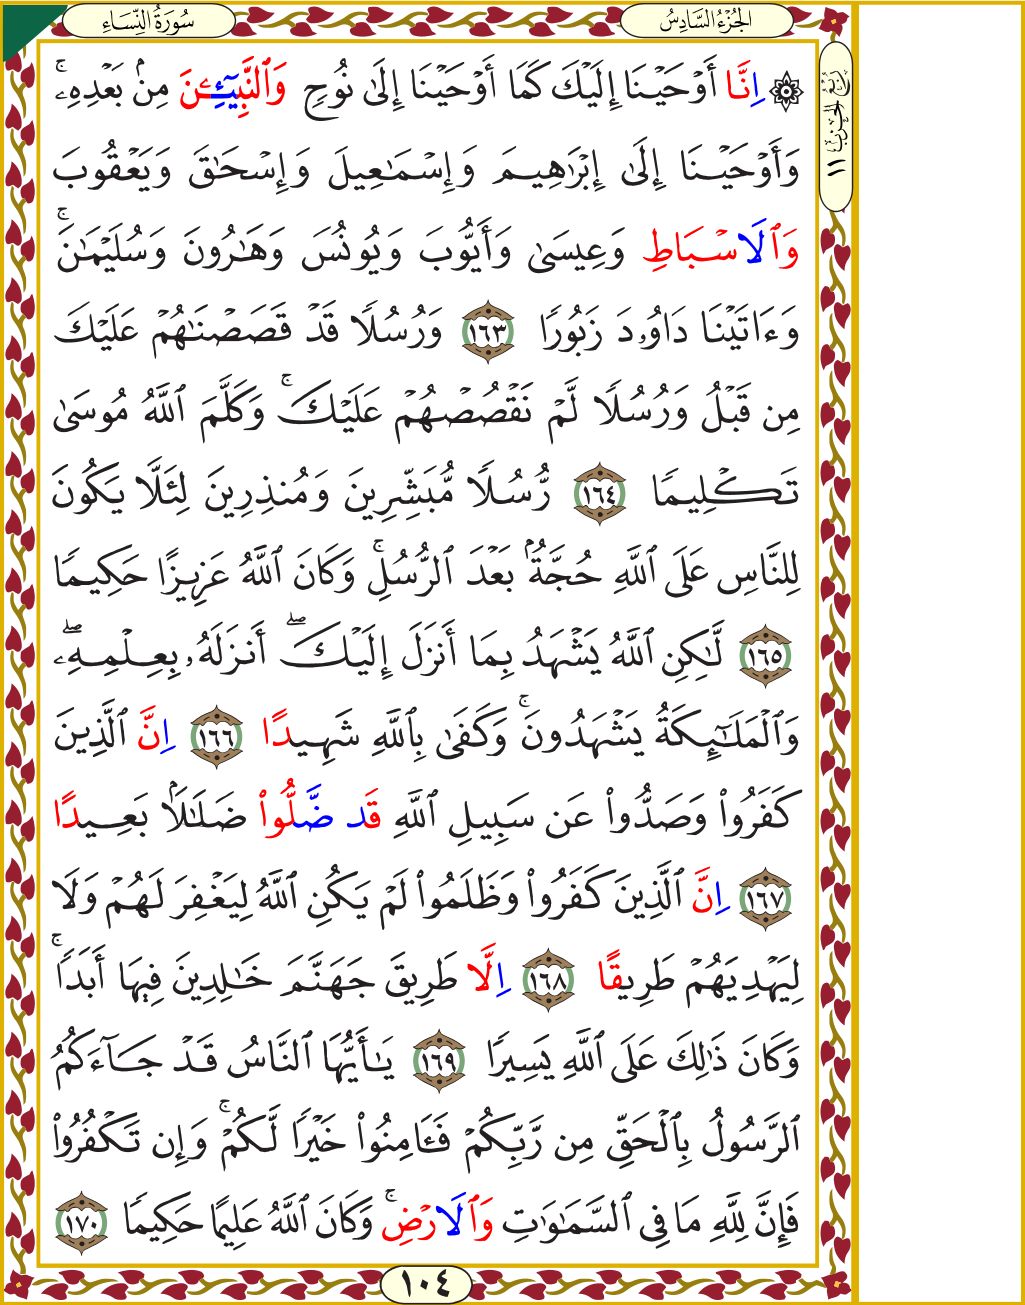 سُورَةُ النِّسَاءِ
الجُزْءُ السَّادِسُ
رُبْعُ الحِزْبِ ١١
۞ اِنَّا أَوْحَيْنَا إِلَيْكَ كَمَا أَوْحَيْنَا إِلَىٰ نُوحٍ وَٱلنَّبِيٓـِٔينَ مِنۢ بَعْدِهِۦۚ
وَأَوْحَيْنَا إِلَىٰ إِبْرَٰهِيمَ وَإِسْمَٰعِيلَ وَإِسْحَٰقَ وَيَعْقُوبَ
وَٱلَاسْبَاطِ وَعِيسَىٰ وَأَيُّوبَ وَيُونُسَ وَهَٰرُونَ وَسُلَيْمَٰنَۚ
وَءَاتَيْنَا دَاوُۥدَ زَبُورًا ١٦٣ وَرُسُلًا قَدْ قَصَصْنَٰهُمْ عَلَيْكَ
مِن قَبْلُ وَرُسُلًا لَّمْ نَقْصُصْهُمْ عَلَيْكَۚ وَكَلَّمَ ٱللَّهُ مُوسَىٰ
تَكْلِيمًا ١٦٤ رُّسُلًا مُّبَشِّرِينَ وَمُنذِرِينَ لِئَلَّا يَكُونَ
لِلنَّاسِ عَلَى ٱللَّهِ حُجَّةٌۢ بَعْدَ ٱلرُّسُلِۚ وَكَانَ ٱللَّهُ عَزِيزًا حَكِيمًا
١٦٥ لَّٰكِنِ ٱللَّهُ يَشْهَدُ بِمَا أَنزَلَ إِلَيْكَۖ أَنزَلَهُۥ بِعِلْمِهِۦۖ
وَٱلْمَلَٰٓئِكَةُ يَشْهَدُونَۚ وَكَفَىٰ بِٱللَّهِ شَهِيدًا ١٦٦ اِنَّ ٱلَّذِينَ
كَفَرُوا۟ وَصَدُّوا۟ عَن سَبِيلِ ٱللَّهِ قَد ضَّلُّوا۟ ضَلَٰلًۢا بَعِيدًا
١٦٧ اِنَّ ٱلَّذِينَ كَفَرُوا۟ وَظَلَمُوا۟ لَمْ يَكُنِ ٱللَّهُ لِيَغْفِرَ لَهُمْ وَلَا
لِيَهْدِيَهُمْ طَرِيقًا ١٦٨ اِلَّا طَرِيقَ جَهَنَّمَ خَٰلِدِينَ فِيهَا أَبَدًاۚ
وَكَانَ ذَٰلِكَ عَلَى ٱللَّهِ يَسِيرًا ١٦٩ يَٰأَيُّهَا ٱلنَّاسُ قَدْ جَآءَكُمُ
ٱلرَّسُولُ بِٱلْحَقِّ مِن رَّبِّكُمْ فَـَٔامِنُوا۟ خَيْرًا لَّكُمْۚ وَإِن تَكْفُرُوا۟
فَإِنَّ لِلَّهِ مَا فِى ٱلسَّمَٰوَٰتِ وَٱلَارْضِۚ وَكَانَ ٱللَّهُ عَلِيمًا حَكِيمًا ١٧٠
١٠٤